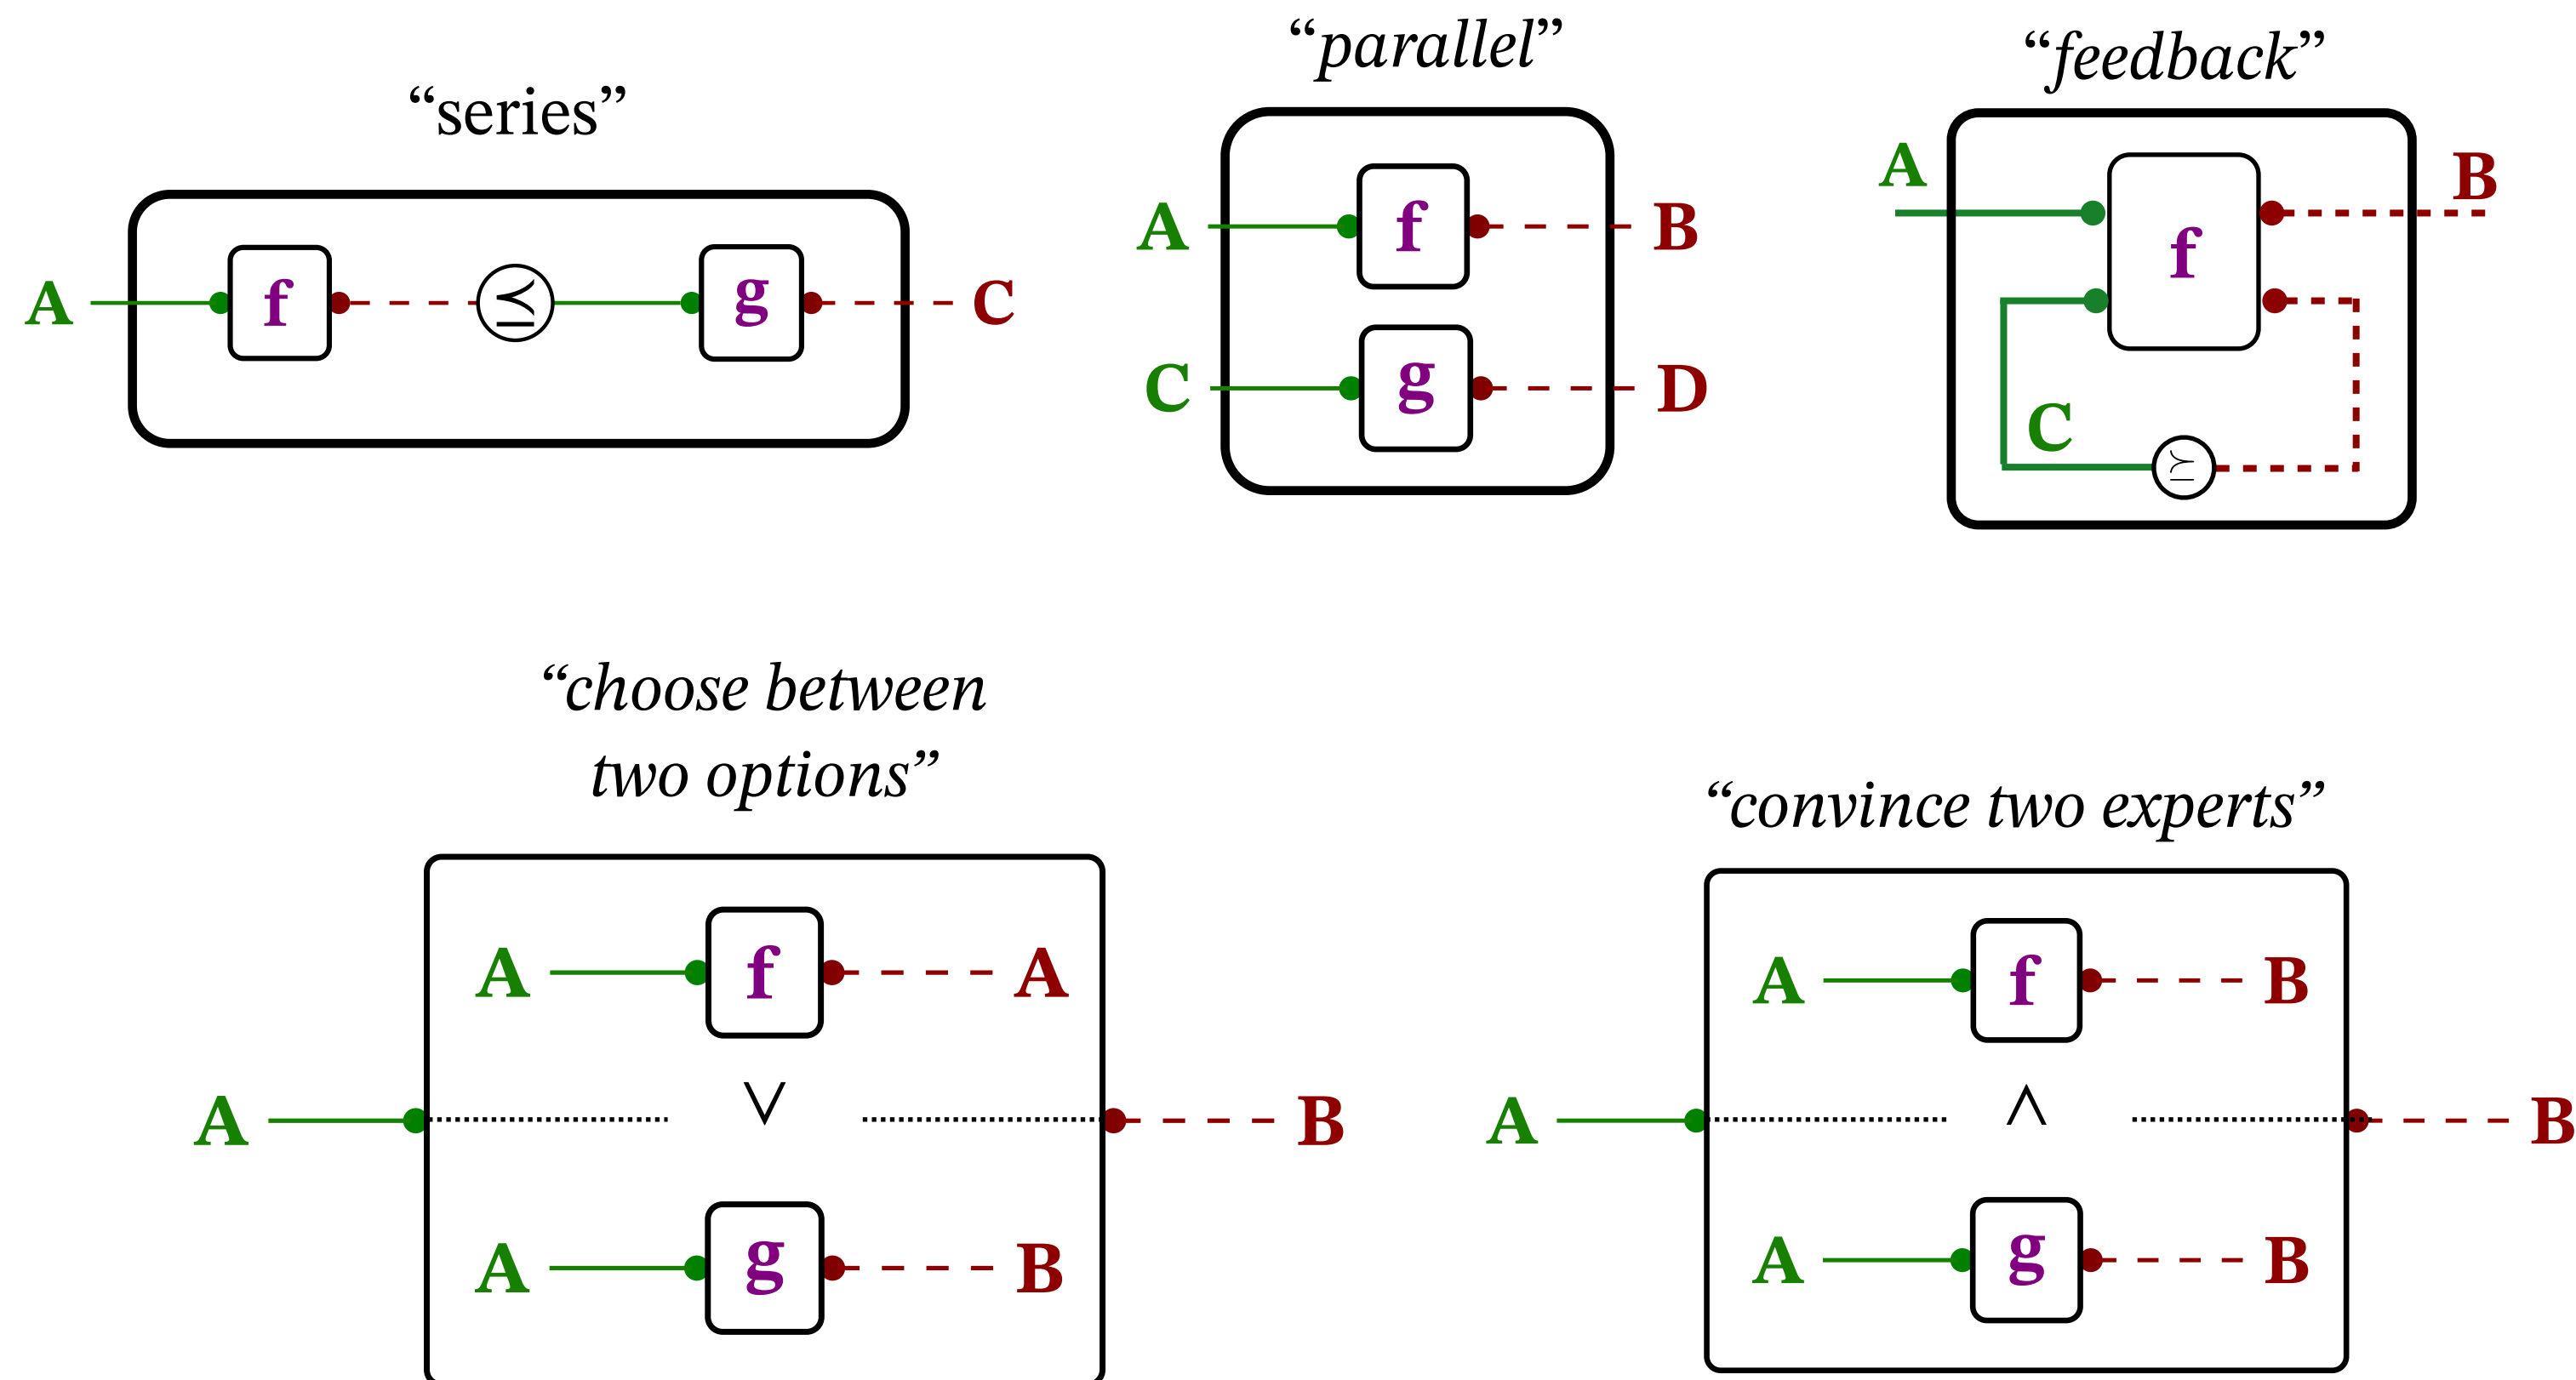 “series”
A f ⪯ g C
“parallel”
A f B
C g D
“feedback”
A f B
C ⪰
“choose between
two options”
A f A
A ∨ B
A g B
“convince two experts”
A f B
A ∧ B
A g B